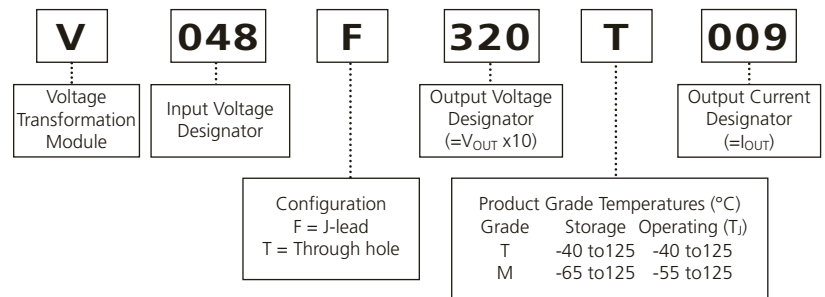 V 048 F 320 T 009
Voltage
Transformation
Module
Input Voltage
Designator
Output Voltage
Designator
(=VOUT x10)
Output Current
Designator
(=IOUT)
Configuration
F = J-lead
T = Through hole
Product Grade Temperatures (°C)
Grade Storage Operating (TJ)
T -40 to125 -40 to125
M -65 to125 -55 to125